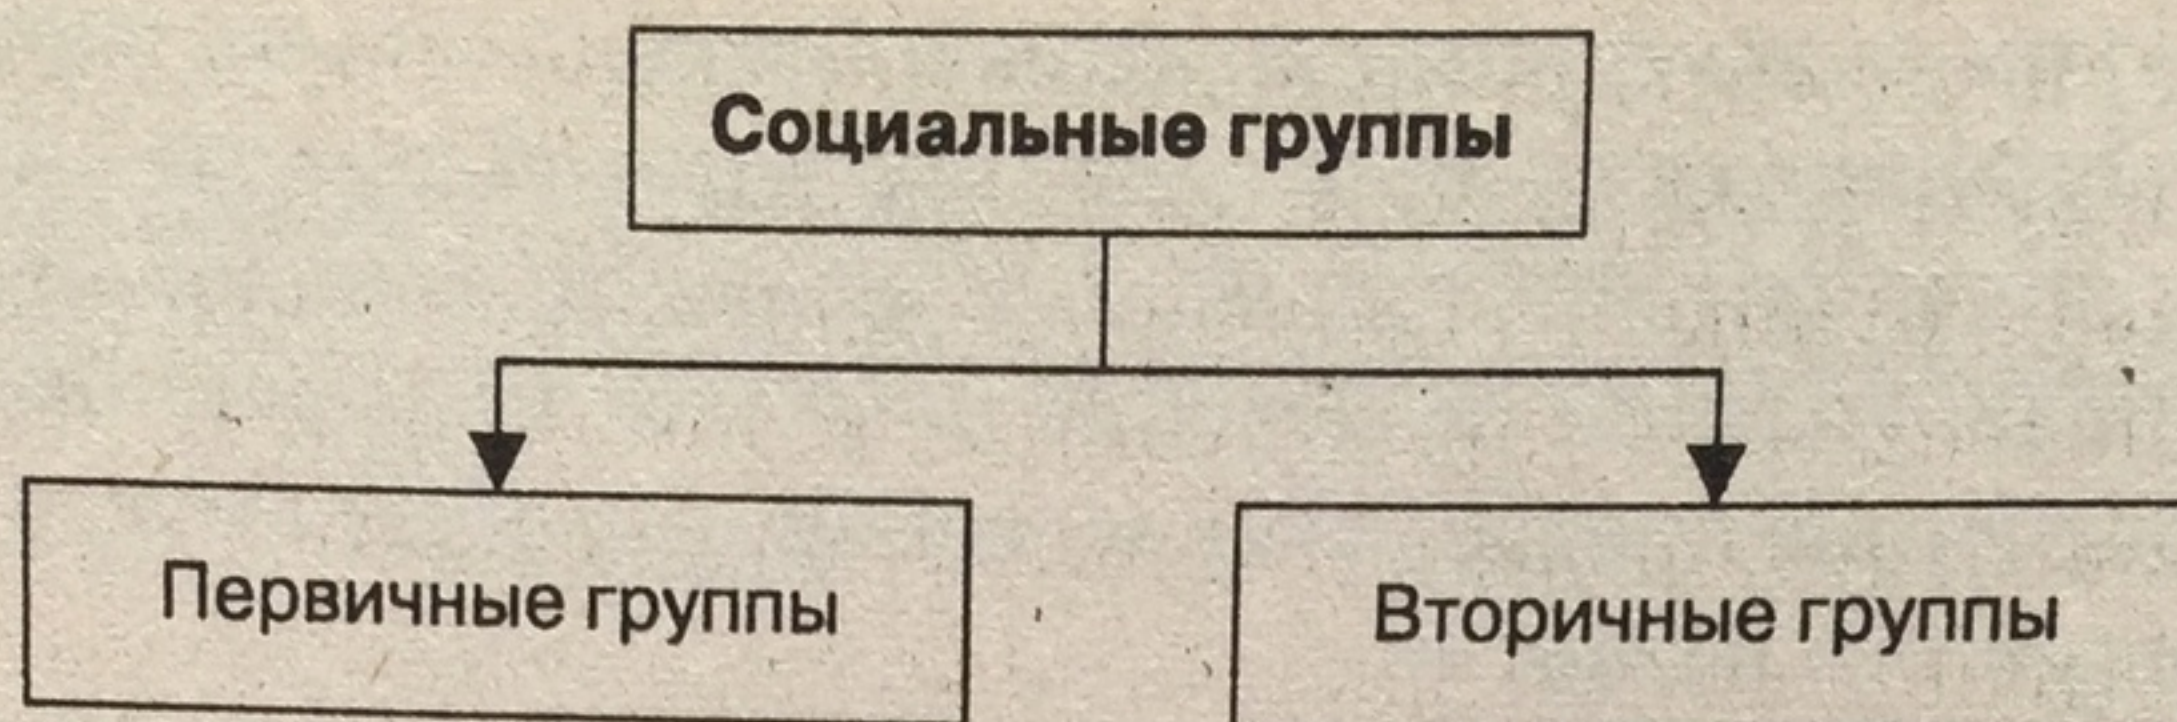 Социальные группы
Первичные группы
Вторичные группы